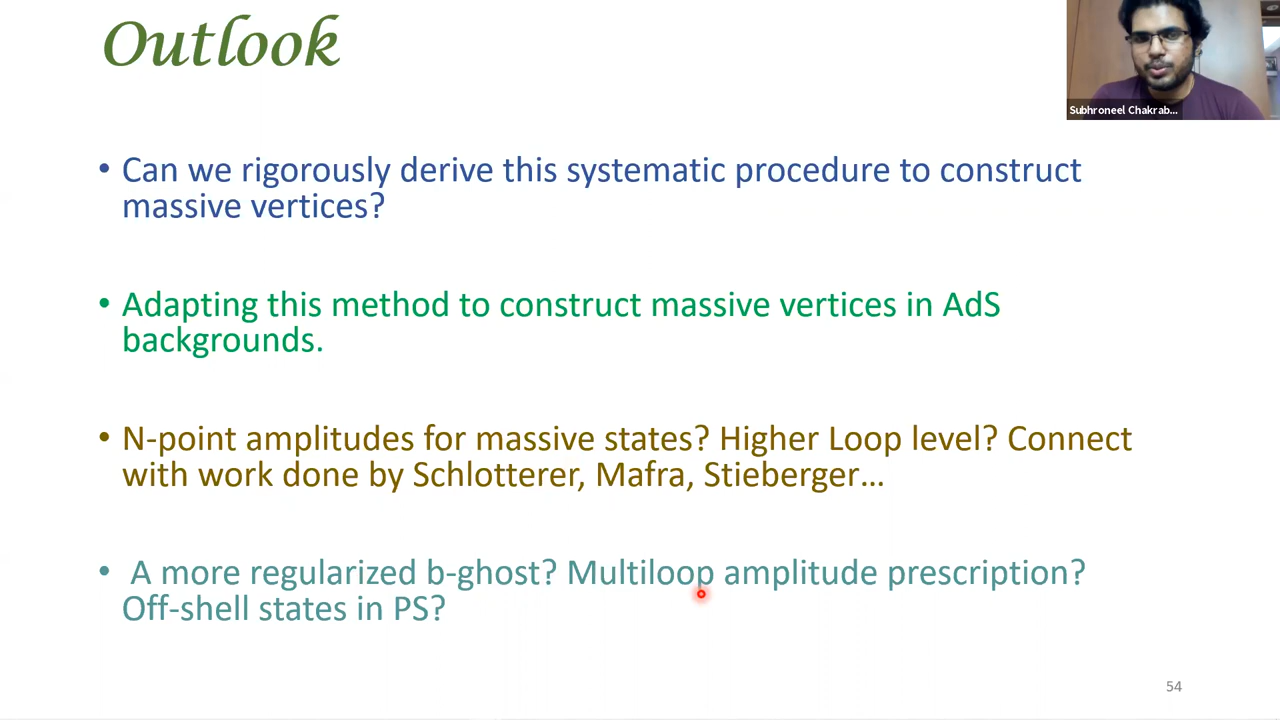 Outlook
Subhroneel Chakrab...
• Can we rigorously derive this systematic procedure to construct
massive vertices?
• Adapting this method to construct massive vertices in AdS
backgrounds.
• N-point amplitudes for massive states? Higher Loop level? Connect
with work done by Schlotterer, Mafra, Stieberger...
• A more regularized b-ghost? Multiloop amplitude prescription?
Off-shell states in PS?
54